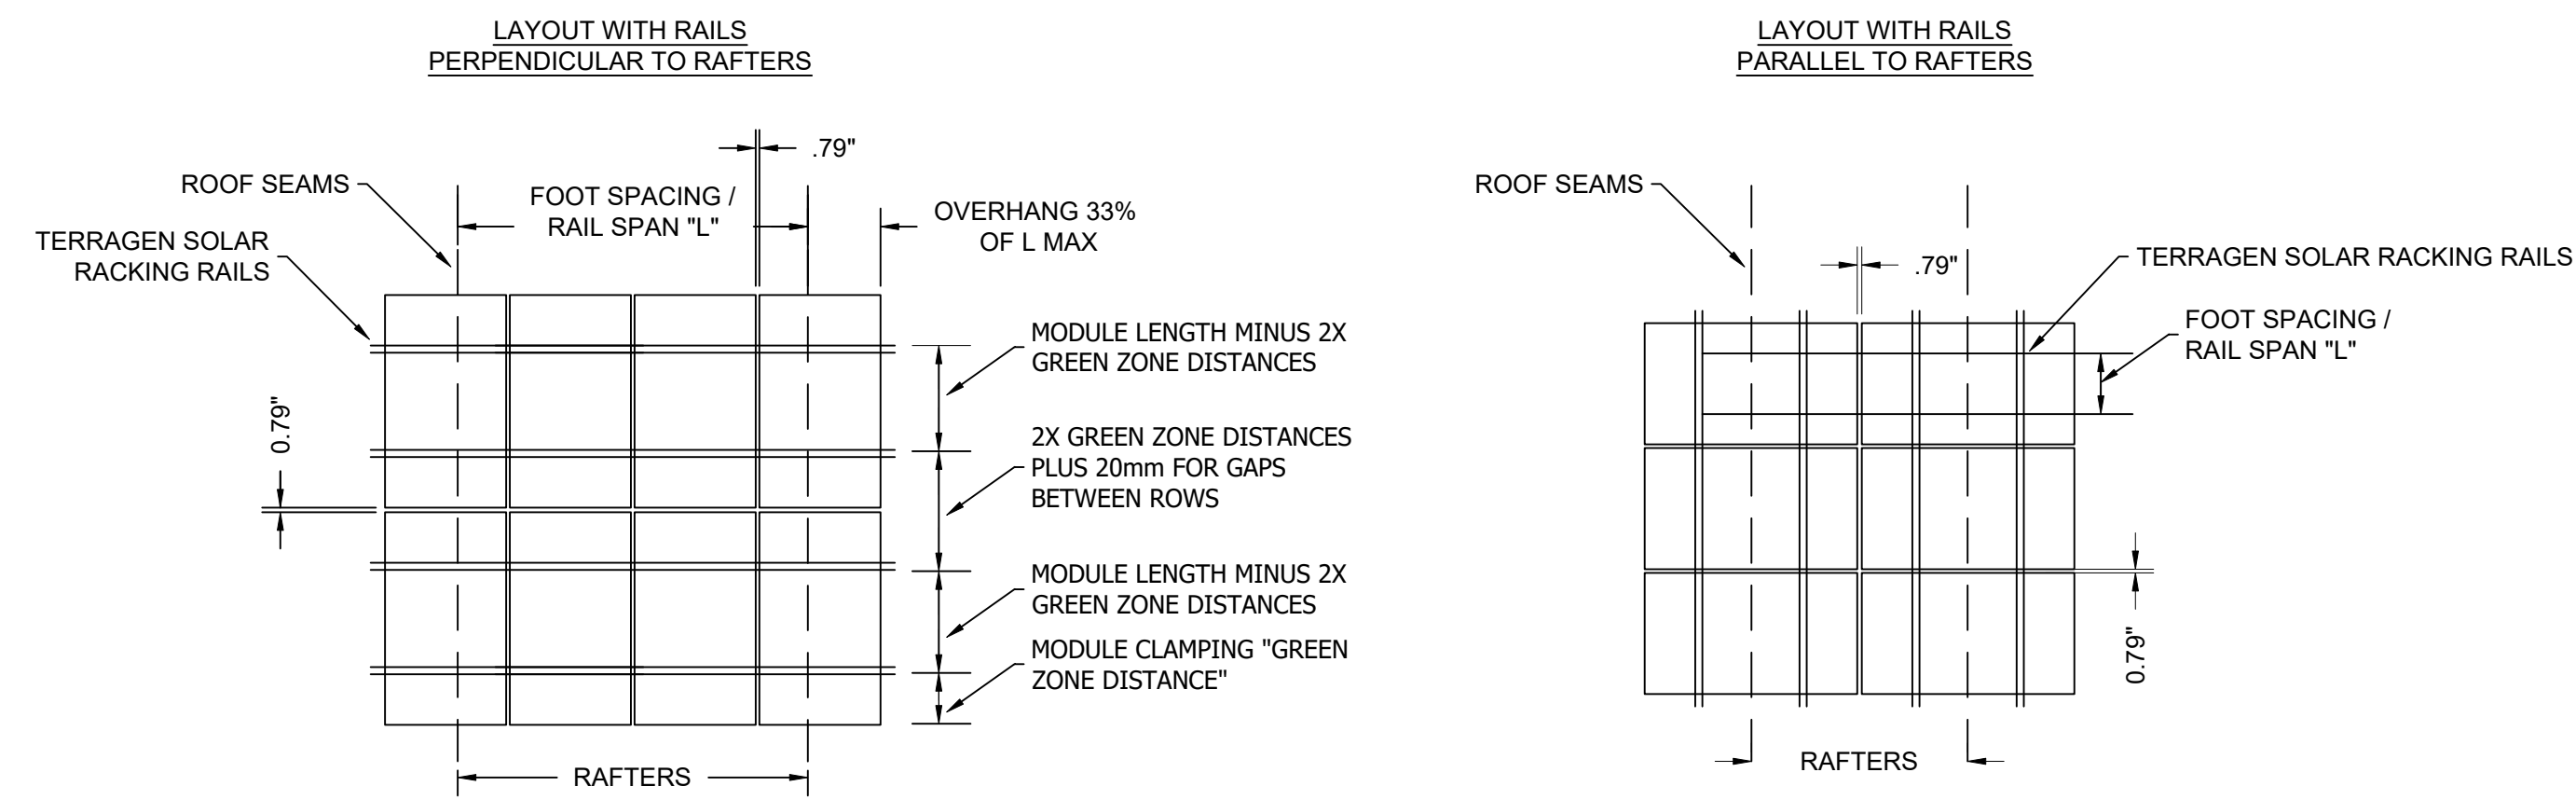 LAYOUT WITH RAILS
PERPENDICULAR TO RAFTERS
.79"
ROOF SEAMS
FOOT SPACING /
RAIL SPAN "L"
OVERHANG 33%
OF L MAX
TERRAGEN SOLAR
RACKING RAILS
MODULE LENGTH MINUS 2X
GREEN ZONE DISTANCES
0.79"
2X GREEN ZONE DISTANCES
PLUS 20mm FOR GAPS
BETWEEN ROWS
MODULE LENGTH MINUS 2X
GREEN ZONE DISTANCES
MODULE CLAMPING "GREEN
ZONE DISTANCE"
RAFTERS
LAYOUT WITH RAILS
PARALLEL TO RAFTERS
ROOF SEAMS
.79"
TERRAGEN SOLAR RACKING RAILS
FOOT SPACING /
RAIL SPAN "L"
0.79"
RAFTERS